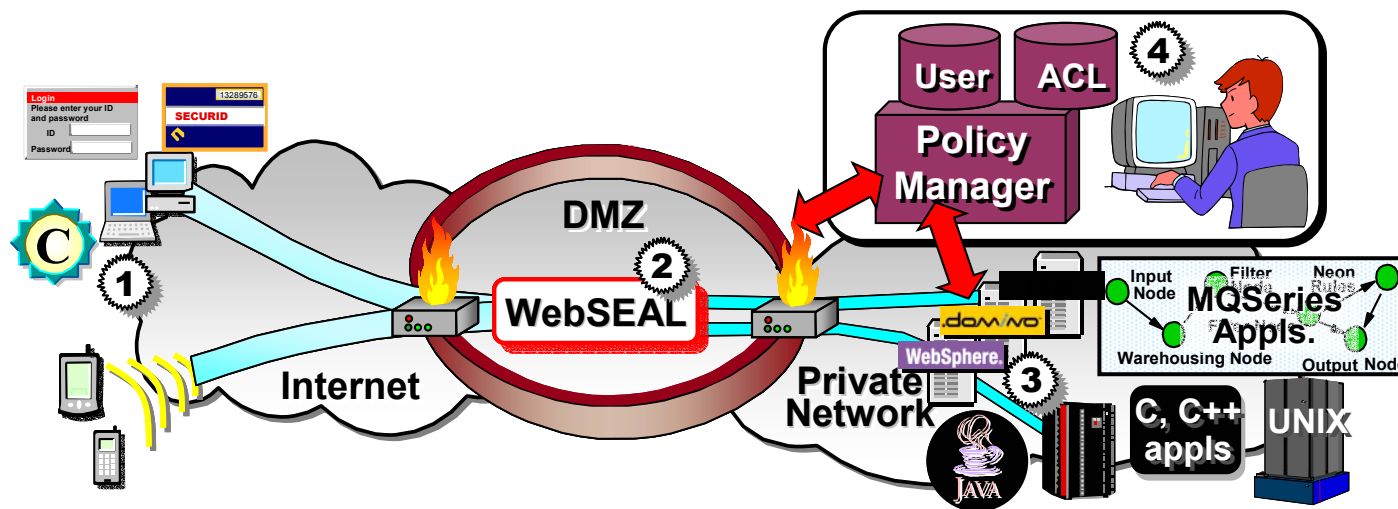 Login
Please enter your ID
and password
ID
Password
13289576
SECURID
C
1
Internet
DMZ
2
WebSEAL
User
ACL
4
Policy
Manager
Private
Network
.domino
WebSphere.
3
JAVA
Input
Node
Filter
Neon
Rules
MQSeries
Appls.
Warehousing Node
Output Node
C, C++
appls
UNIX